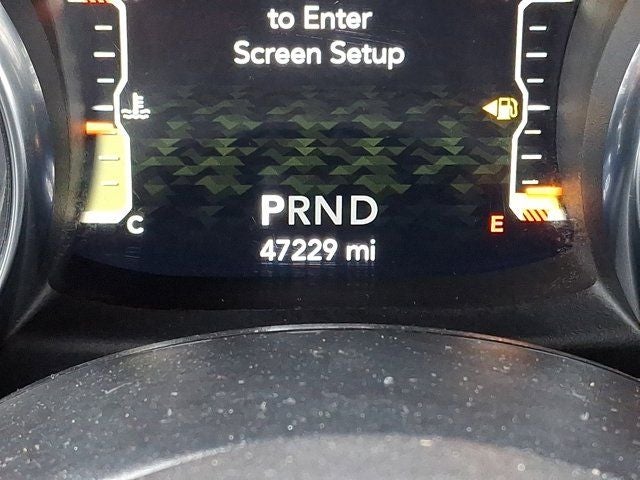 to Enter
Screen Setup
PRND
C
E
47229 mi